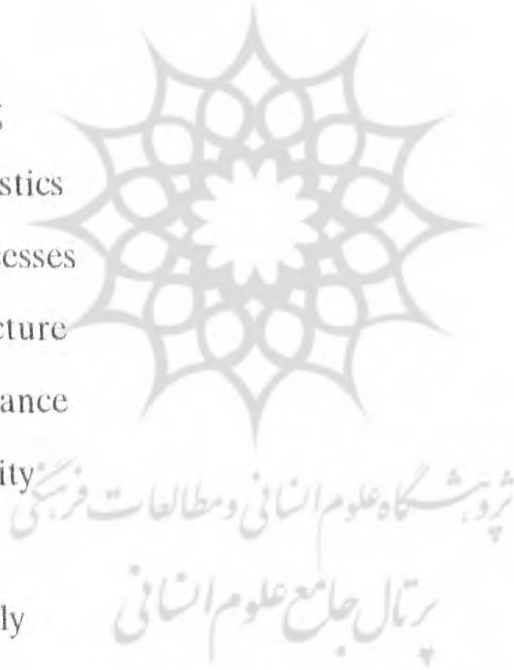 stics
esses
cture
ance
ity
پژوهشگاه علوم انسانی و مطالعات فرهنگی
ly
پرتال جامع علوم انسانی